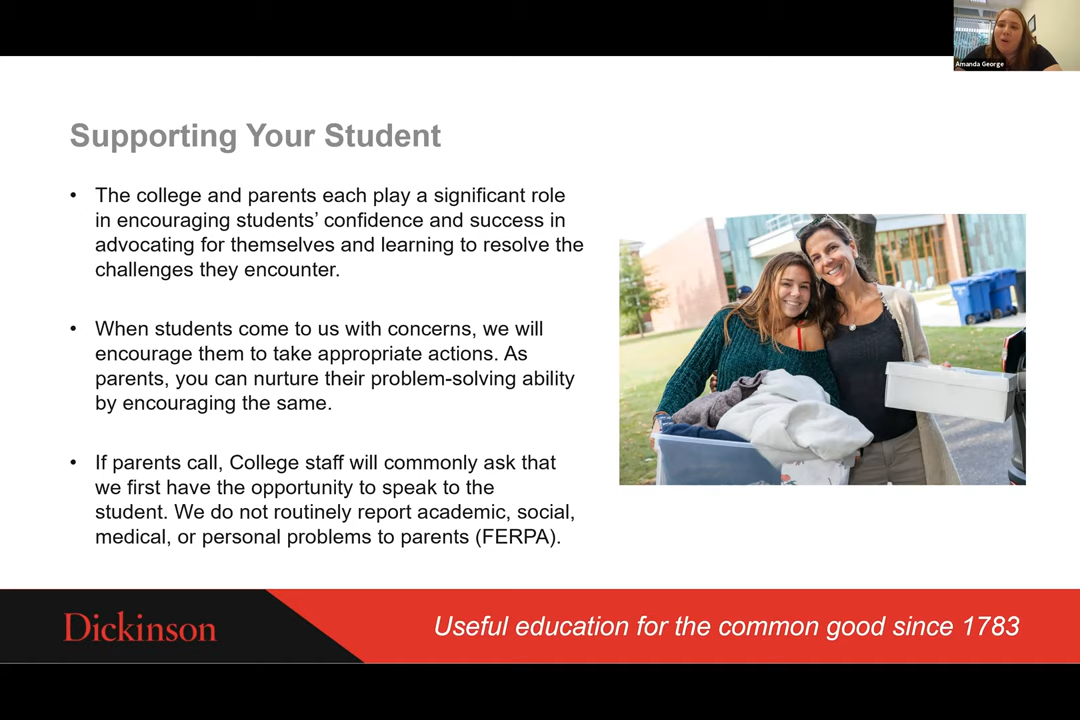 Amanda George
Supporting Your Student
• The college and parents each play a significant role
in encouraging students’ confidence and success in
advocating for themselves and learning to resolve the
challenges they encounter.
• When students come to us with concerns, we will
encourage them to take appropriate actions. As
parents, you can nurture their problem-solving ability
by encouraging the same.
• If parents call, College staff will commonly ask that
we first have the opportunity to speak to the
student. We do not routinely report academic, social,
medical, or personal problems to parents (FERPA).
Dickinson
Useful education for the common good since 1783